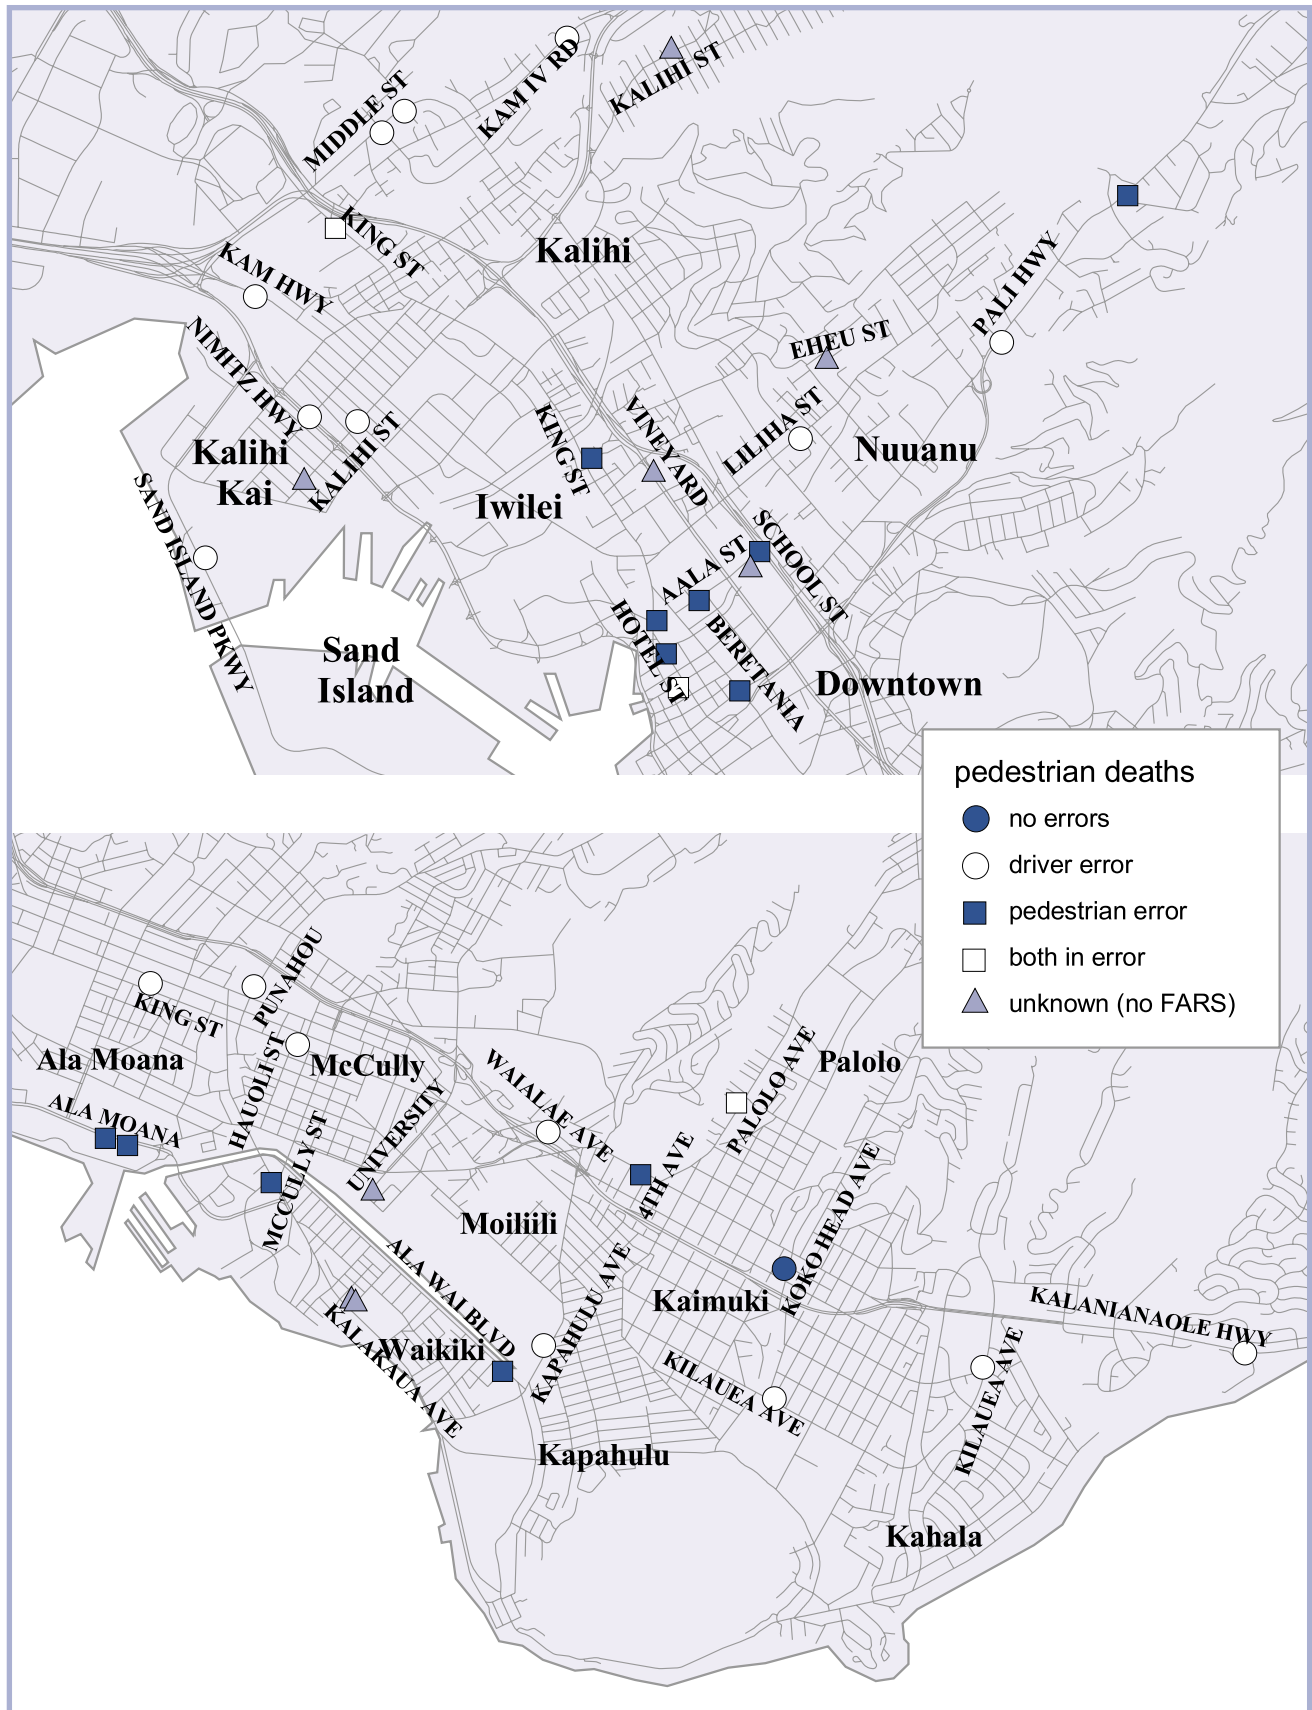 KAM IV RD
KALIHI ST
MIDDLE ST
KING ST
Kalihi
KAM HWY
PALI HWY
NIMITZ HWY
EHEU ST
KING ST
VINEYARD
LILIHA ST
Nuuanu
Kalihi
Kai
KALIHI ST
Iwilei
SAND ISLAND PKWY
SCHOOL ST
AALA ST
HOTEL ST
BERETANIA
Sand
Island
Downtown
pedestrian deaths
no errors
driver error
pedestrian error
both in error
unknown (no FARS)
PUNAHOU
KING ST
Ala Moana
HAUOLI ST
McCully
WAIALAE AVE
PALOLO AVE
Palolo
ALA MOANA
MCCULLY ST
UNIVERSITY
4TH AVE
KOKO HEAD AVE
Moiliili
ALA WAI BLVD
KAPAHULU AVE
Kaimuki
KALANIANAOLE HWY
KALAKAUA AVE
Waikiki
KILAUEA AVE
KILAUEA AVE
Kapahulu
Kahala